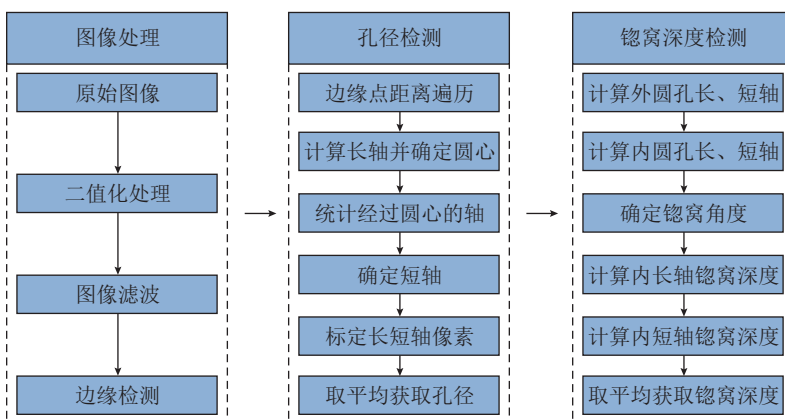 图像处理
原始图像
二值化处理
图像滤波
边缘检测
孔径检测
边缘点距离遍历
计算长轴并确定圆心
统计经过圆心的轴
确定短轴
标定长短轴像素
取平均获取孔径
锪窝深度检测
计算外圆孔长、短轴
计算内圆孔长、短轴
确定锪窝角度
计算内长轴锪窝深度
计算内短轴锪窝深度
取平均获取锪窝深度